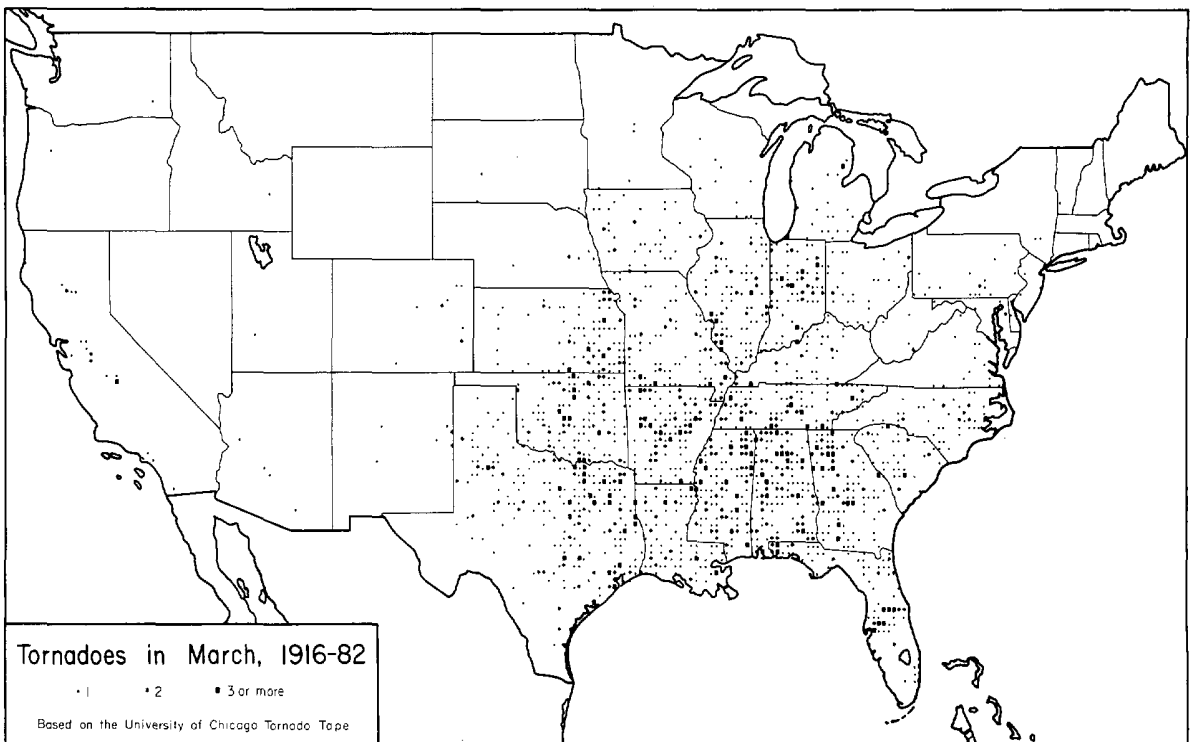 Tornadoes in March, 1916-82
1 2 3 or more
Based on the University of Chicago Tornado Tape